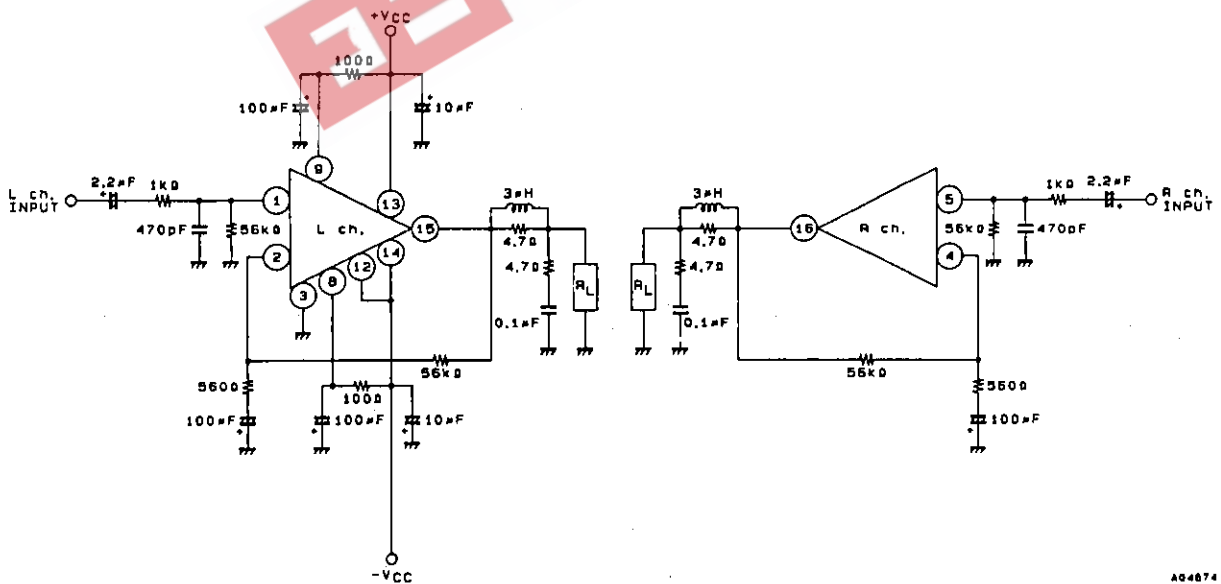 +VCC
100Ω
100µF +
+ 10µF
L ch.
INPUT
+ 2.2µF
1kΩ
470pF
56kΩ
1
2
3
8
9
12
13
14
15
L ch.
3µH
4.7Ω
4.7Ω
0.1µF
RL
56kΩ
560Ω
100µF +
100Ω
+ 100µF
+ 10µF
-VCC
3µH
4.7Ω
4.7Ω
0.1µF
RL
16
R ch.
5
4
56kΩ
470pF
1kΩ
2.2µF +
R ch.
INPUT
56kΩ
560Ω
+ 100µF
A04874